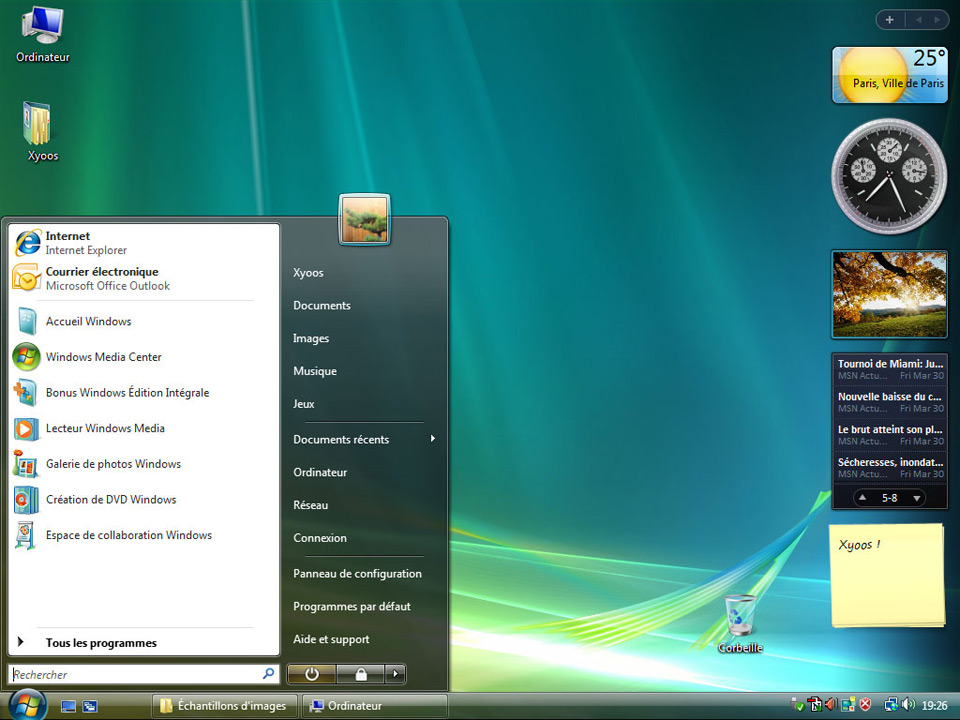 Ordinateur
Xyoos
25°
Paris, Ville de Paris
Tournoi de Miami: Ju...
MSN Actu... Fri Mar 30
Nouvelle baisse du c...
MSN Actu... Fri Mar 30
Le brut atteint son pl...
MSN Actu... Fri Mar 30
Sécheresses, inondat...
MSN Actu... Fri Mar 30
5-8
Xyoos !
Corbeille
Internet
Internet Explorer
Courrier électronique
Microsoft Office Outlook
Accueil Windows
Windows Media Center
Bonus Windows Édition Intégrale
Lecteur Windows Media
Galerie de photos Windows
Création de DVD Windows
Espace de collaboration Windows
Tous les programmes
Rechercher
Xyoos
Documents
Images
Musique
Jeux
Documents récents
Ordinateur
Réseau
Connexion
Panneau de configuration
Programmes par défaut
Aide et support
Échantillons d'images
Ordinateur
19:26